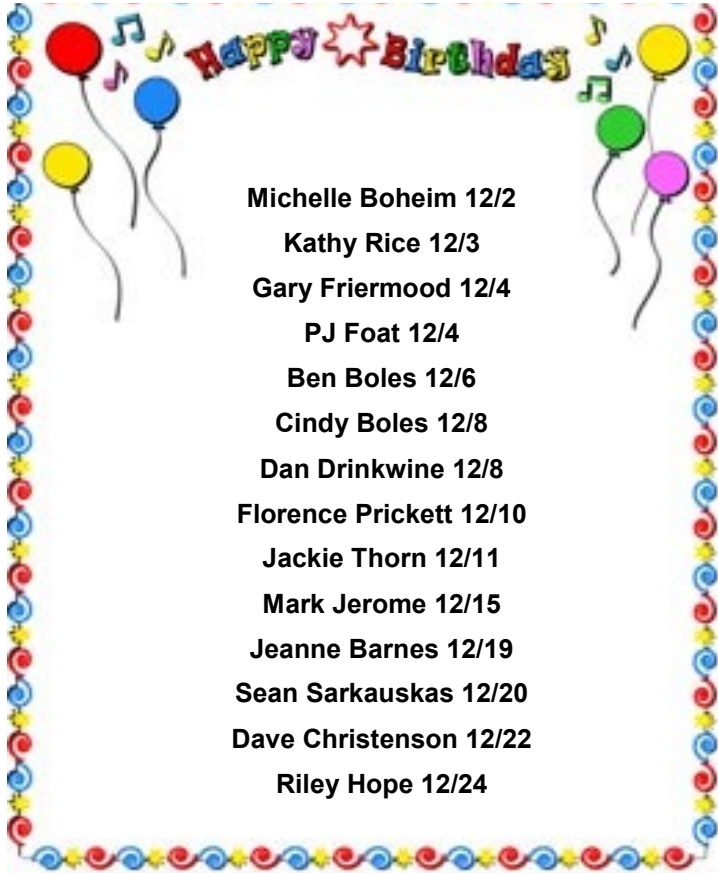 Happy Birthday
Michelle Boheim 12/2
Kathy Rice 12/3
Gary Friermood 12/4
PJ Foat 12/4
Ben Boles 12/6
Cindy Boles 12/8
Dan Drinkwine 12/8
Florence Prickett 12/10
Jackie Thorn 12/11
Mark Jerome 12/15
Jeanne Barnes 12/19
Sean Sarkauskas 12/20
Dave Christenson 12/22
Riley Hope 12/24